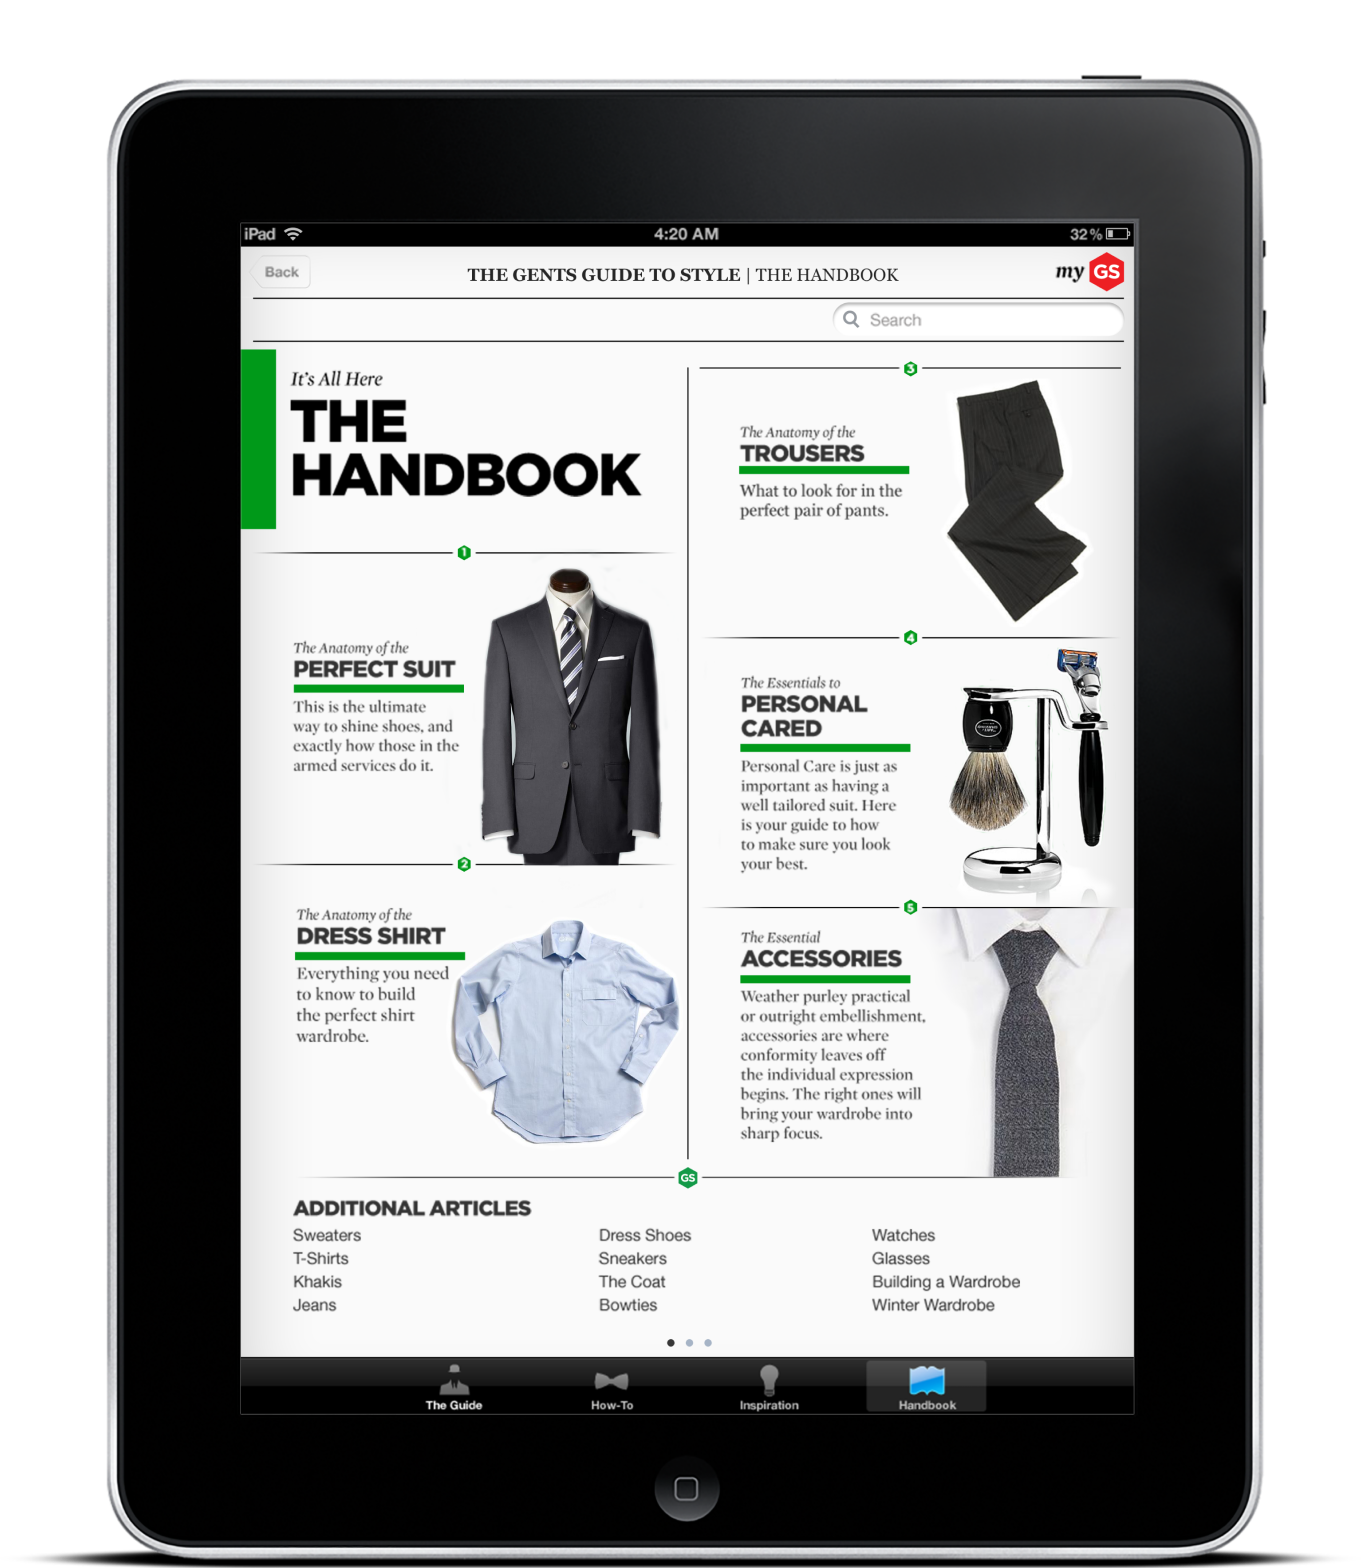 iPad
4:20 AM
32%
Back
THE GENTS GUIDE TO STYLE | THE HANDBOOK
my GS
Search
It's All Here
THE
HANDBOOK
1
The Anatomy of the
PERFECT SUIT
This is the ultimate
way to shine shoes, and
exactly how those in the
armed services do it.
2
The Anatomy of the
DRESS SHIRT
Everything you need
to know to build
the perfect shirt
wardrobe.
3
The Anatomy of the
TROUSERS
What to look for in the
perfect pair of pants.
4
The Essentials to
PERSONAL
CARED
Personal Care is just as
important as having a
well tailored suit. Here
is your guide to how
to make sure you look
your best.
5
The Essential
ACCESSORIES
Weather purley practical
or outright embellishment,
accessories are where
conformity leaves off
the individual expression
begins. The right ones will
bring your wardrobe into
sharp focus.
GS
ADDITIONAL ARTICLES
Sweaters
T-Shirts
Khakis
Jeans
Dress Shoes
Sneakers
The Coat
Bowties
Watches
Glasses
Building a Wardrobe
Winter Wardrobe
The Guide
How-To
Inspiration
Handbook